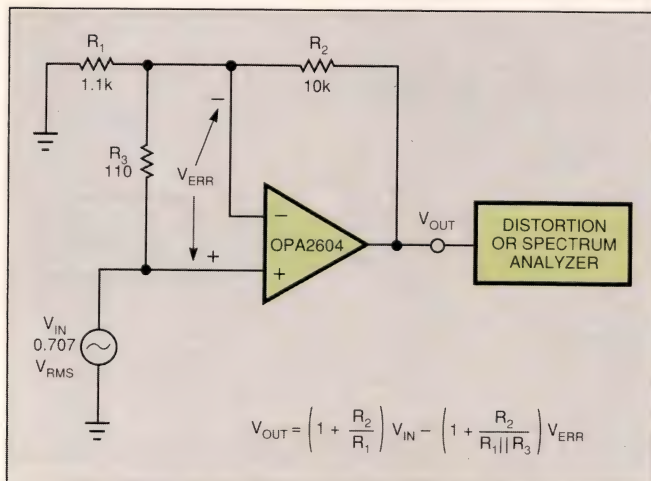 R1
1.1k
R2
10k
R3
110
VERR
−
+
−
OPA2604
+
VOUT
DISTORTION
OR SPECTRUM
ANALYZER
VIN
0.707
VRMS
VOUT = (1 + R2/R1) VIN − (1 + R2/R1||R3) VERR